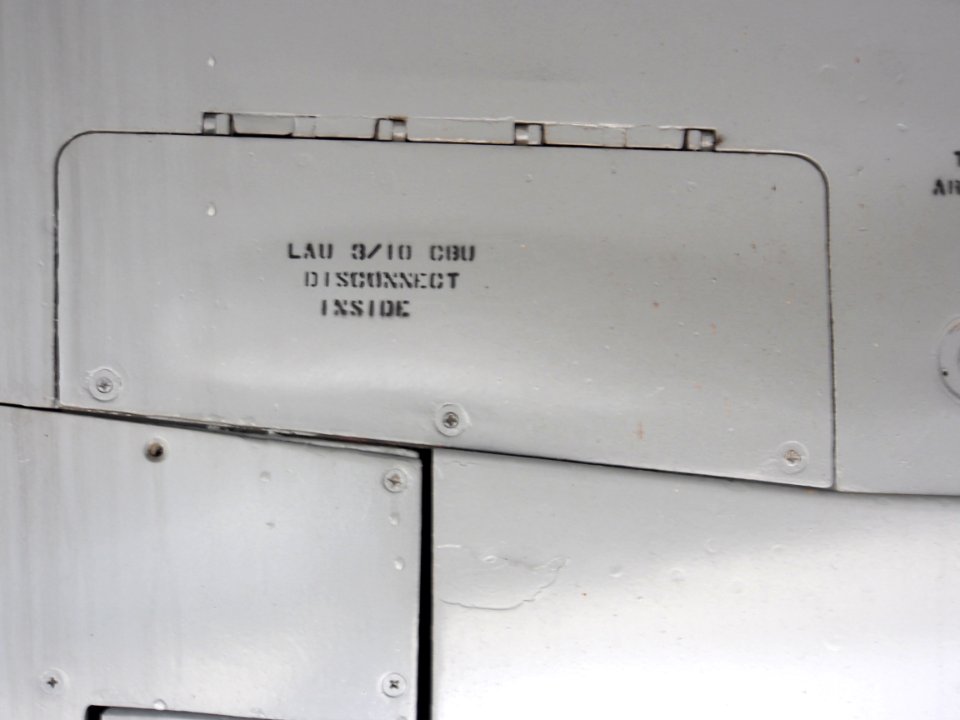 LAU 3/10 CBU
DISCONNECT
INSIDE